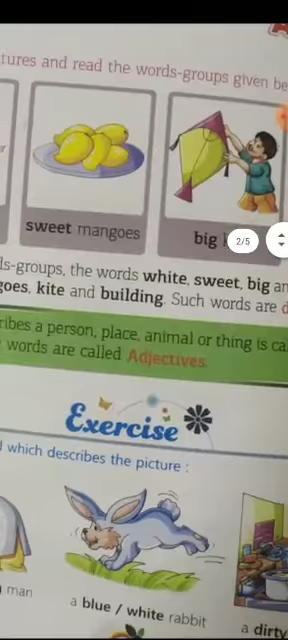 tures and read the words-groups given be
sweet mangoes
big
2/5
ds-groups, the words white, sweet, big an
goes, kite and building. Such words are d
ribes a person, place, animal or thing is ca
words are called Adjectives.
Exercise
which describes the picture :
man
a blue / white rabbit
a dirty